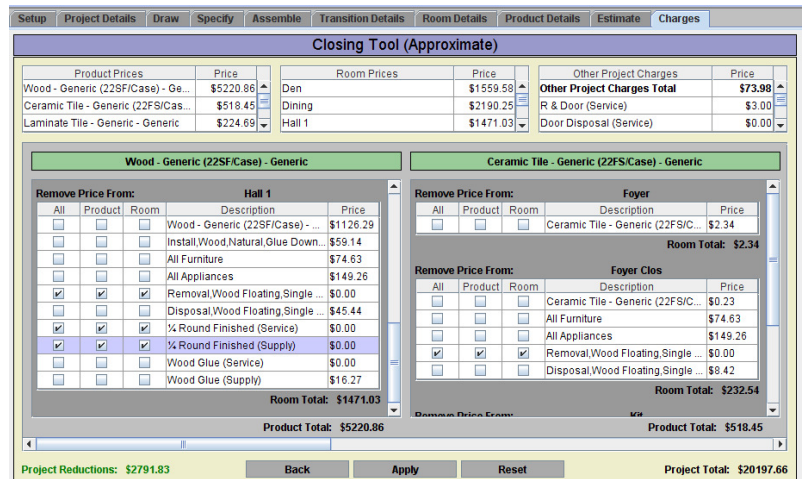 Setup Project Details Draw Specify Assemble Transition Details Room Details Product Details Estimate Charges
Closing Tool (Approximate)
Product Prices Price
Wood - Generic (22SF/Case) - Ge... $5220.86
Ceramic Tile - Generic (22FS/Cas... $518.45
Laminate Tile - Generic - Generic $224.69
Room Prices Price
Den $1559.58
Dining $2190.25
Hall 1 $1471.03
Other Project Charges Price
Other Project Charges Total $73.98
R & Door (Service) $3.00
Door Disposal (Service) $0.00
Wood - Generic (22SF/Case) - Generic
Remove Price From: Hall 1
All Product Room Description Price
Wood - Generic (22SF/Case) - ... $1126.29
Install,Wood,Natural,Glue Down... $59.14
All Furniture $74.63
All Appliances $149.26
Removal,Wood Floating,Single ... $0.00
Disposal,Wood Floating,Single ... $45.44
¼ Round Finished (Service) $0.00
¼ Round Finished (Supply) $0.00
Wood Glue (Service) $0.00
Wood Glue (Supply) $16.27
Room Total: $1471.03
Product Total: $5220.86
Ceramic Tile - Generic (22FS/Case) - Generic
Remove Price From: Foyer
All Product Room Description Price
Ceramic Tile - Generic (22FS/C... $2.34
Room Total: $2.34
Remove Price From: Foyer Clos
All Product Room Description Price
Ceramic Tile - Generic (22FS/C... $0.23
All Furniture $74.63
All Appliances $149.26
Removal,Wood Floating,Single ... $0.00
Disposal,Wood Floating,Single ... $8.42
Room Total: $232.54
Remove Price From: Kit
Product Total: $518.45
Project Reductions: $2791.83 Back Apply Reset Project Total: $20197.66